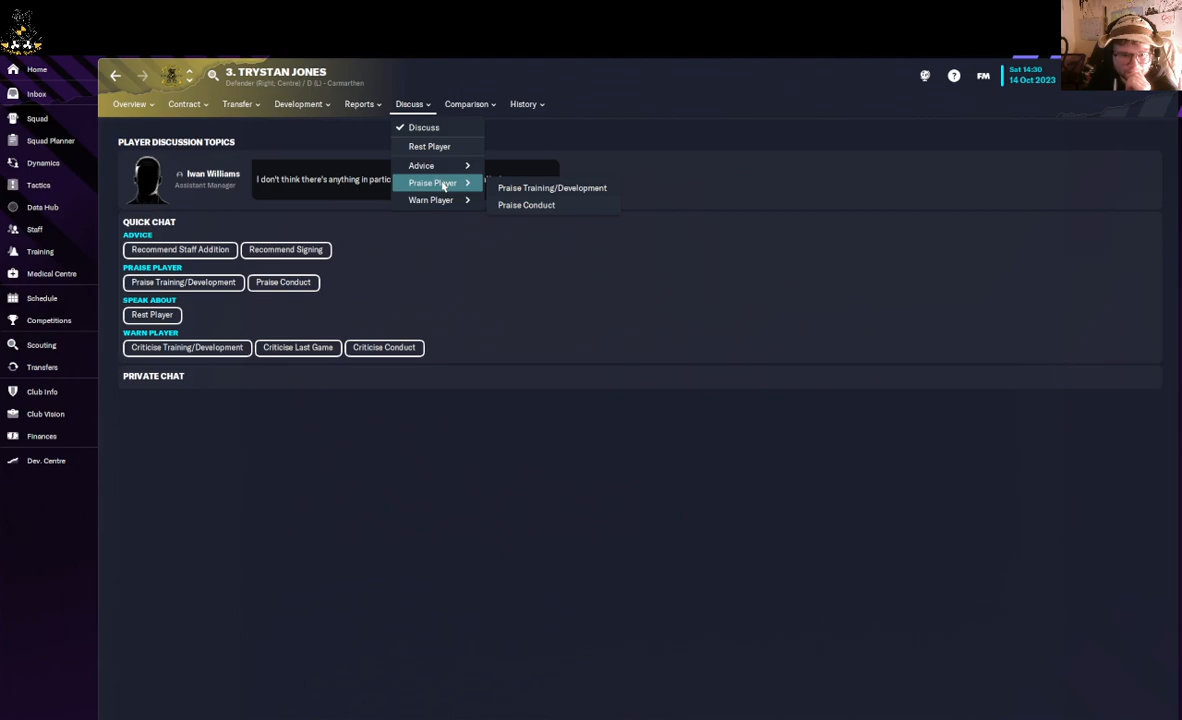 3. TRYSTAN JONES
Defender (Right, Centre) / D (L) - Carmarthen
FM
Sat 14:30
14 Oct 2023
Overview
Contract
Transfer
Development
Reports
Discuss
Comparison
History
Home
Inbox
Squad
Squad Planner
Dynamics
Tactics
Data Hub
Staff
Training
Medical Centre
Schedule
Competitions
Scouting
Transfers
Club Info
Club Vision
Finances
Dev. Centre
Discuss
Rest Player
Advice
Praise Player
Warn Player
Praise Training/Development
Praise Conduct
PLAYER DISCUSSION TOPICS
Iwan Williams
Assistant Manager
I don't think there's anything in partic
QUICK CHAT
ADVICE
Recommend Staff Addition
Recommend Signing
PRAISE PLAYER
Praise Training/Development
Praise Conduct
SPEAK ABOUT
Rest Player
WARN PLAYER
Criticise Training/Development
Criticise Last Game
Criticise Conduct
PRIVATE CHAT